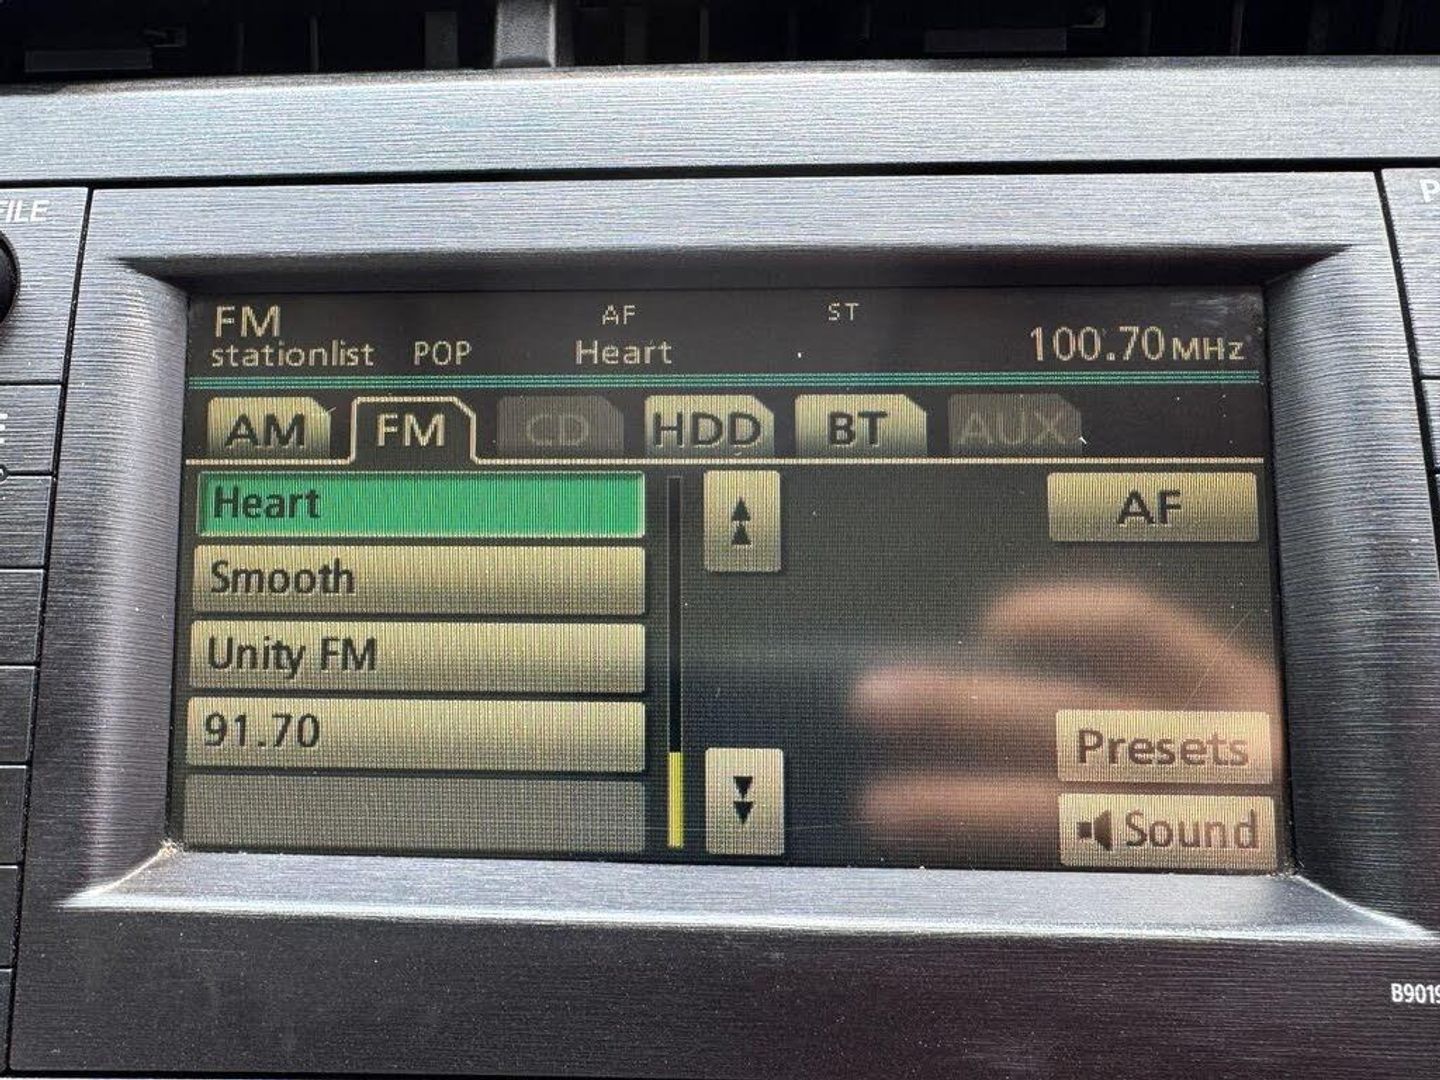 FILE
P
E
FM
AF
ST
stationlist POP Heart 100.70 MHz
AM FM CD HDD BT AUX
Heart
AF
Smooth
Unity FM
91.70
Presets
Sound
B9019